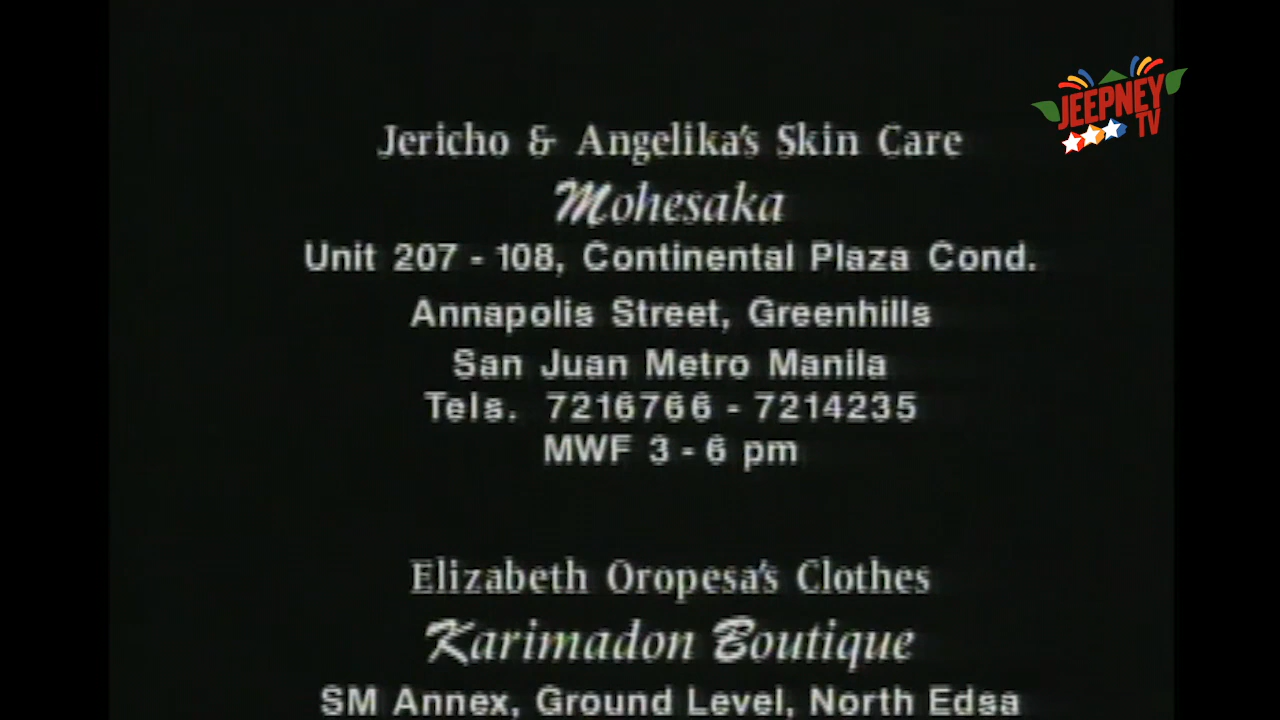 JEEPNEY
TV
Jericho & Angelika's Skin Care
Mohesaka
Unit 207 - 108, Continental Plaza Cond.
Annapolis Street, Greenhills
San Juan Metro Manila
Tels. 7216766 - 7214235
MWF 3 - 6 pm
Elizabeth Oropesa's Clothes
Karimadon Boutique
SM Annex, Ground Level, North Edsa